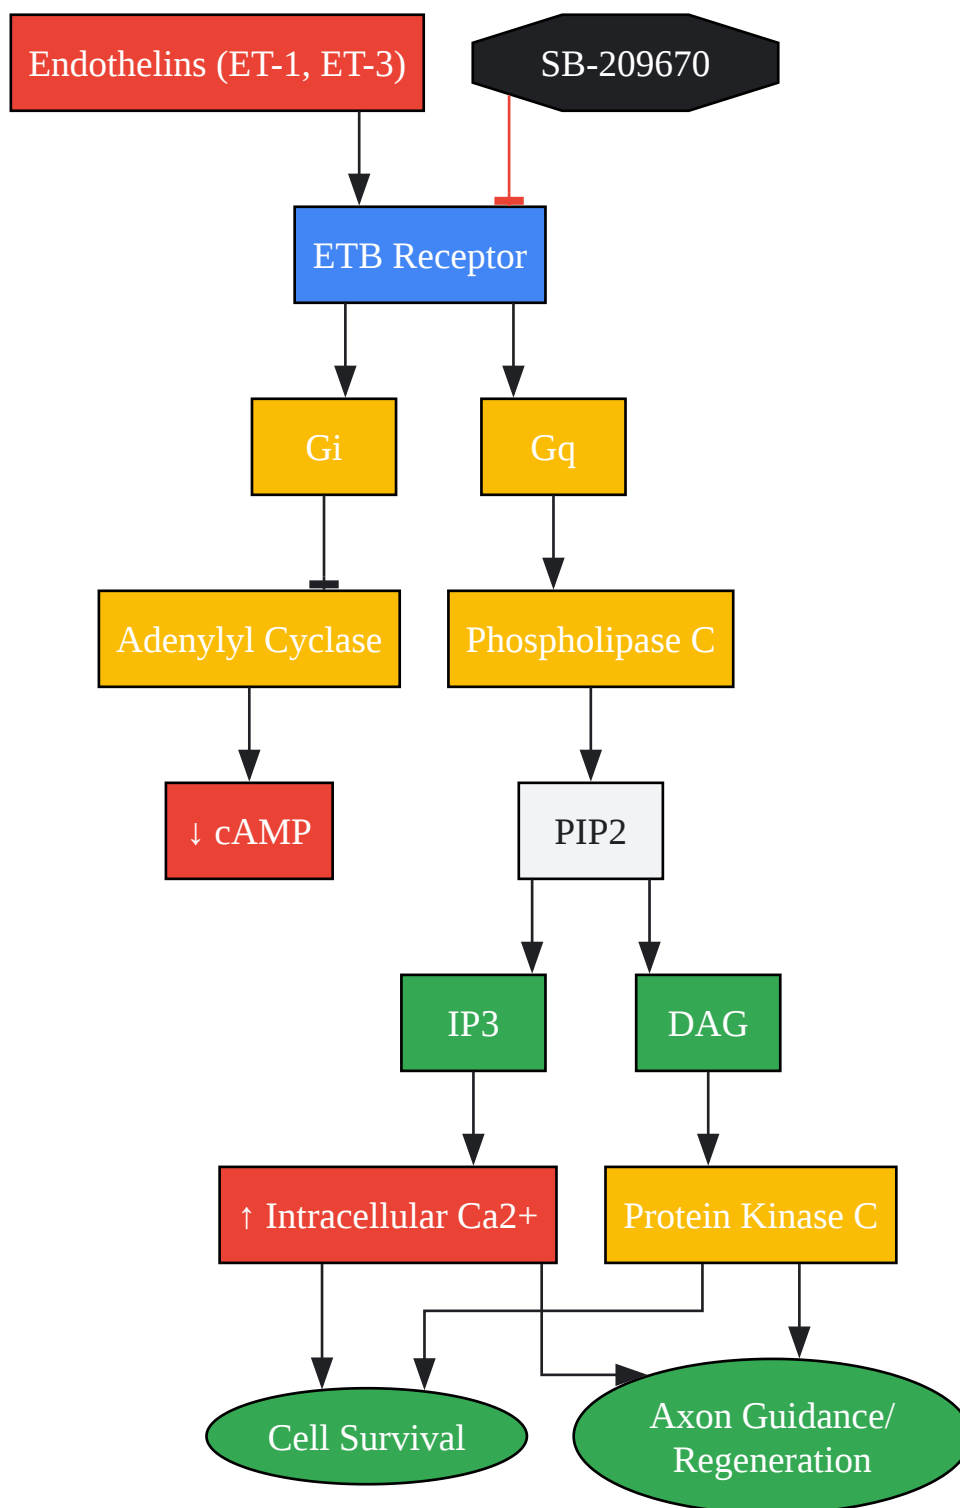 Endothelins (ET-1, ET-3)
SB-209670
ETB Receptor
Gi
Gq
Adenylyl Cyclase
Phospholipase C
↓ cAMP
PIP2
IP3
DAG
↑ Intracellular Ca2+
Protein Kinase C
Cell Survival
Axon Guidance/
Regeneration